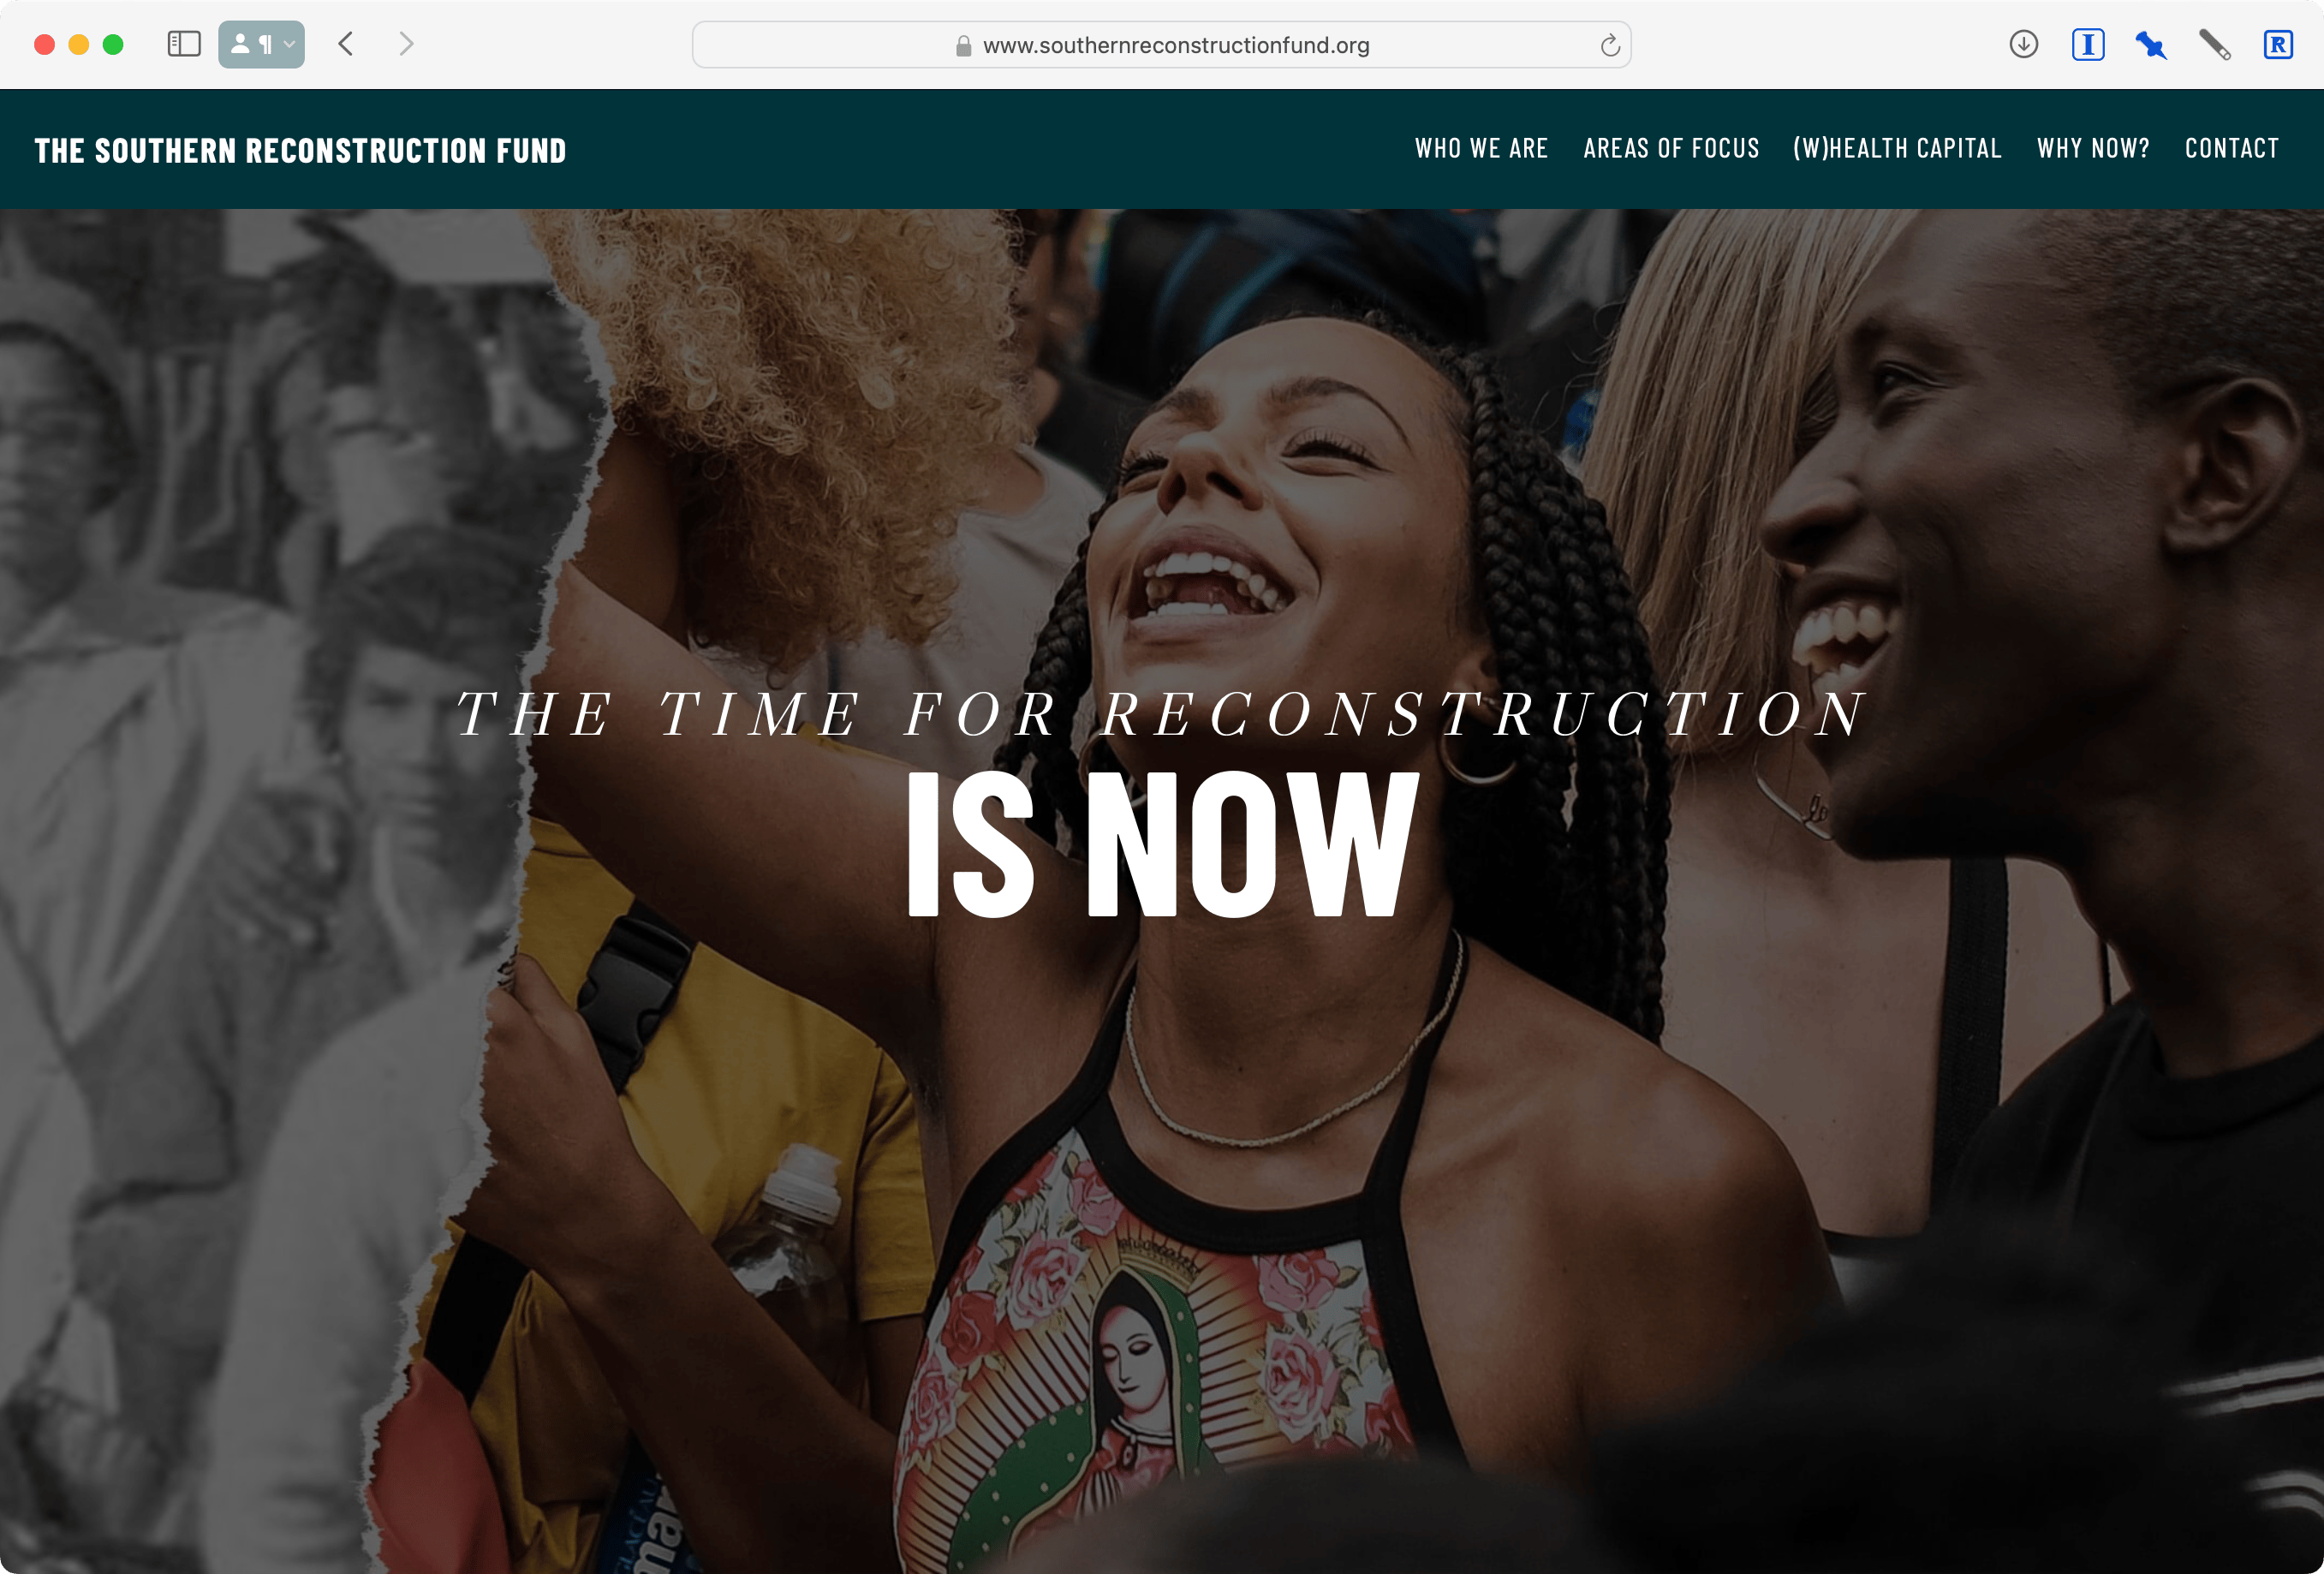 www.southernreconstructionfund.org
THE SOUTHERN RECONSTRUCTION FUND
WHO WE ARE AREAS OF FOCUS (W)HEALTH CAPITAL WHY NOW? CONTACT
THE TIME FOR RECONSTRUCTION
IS NOW